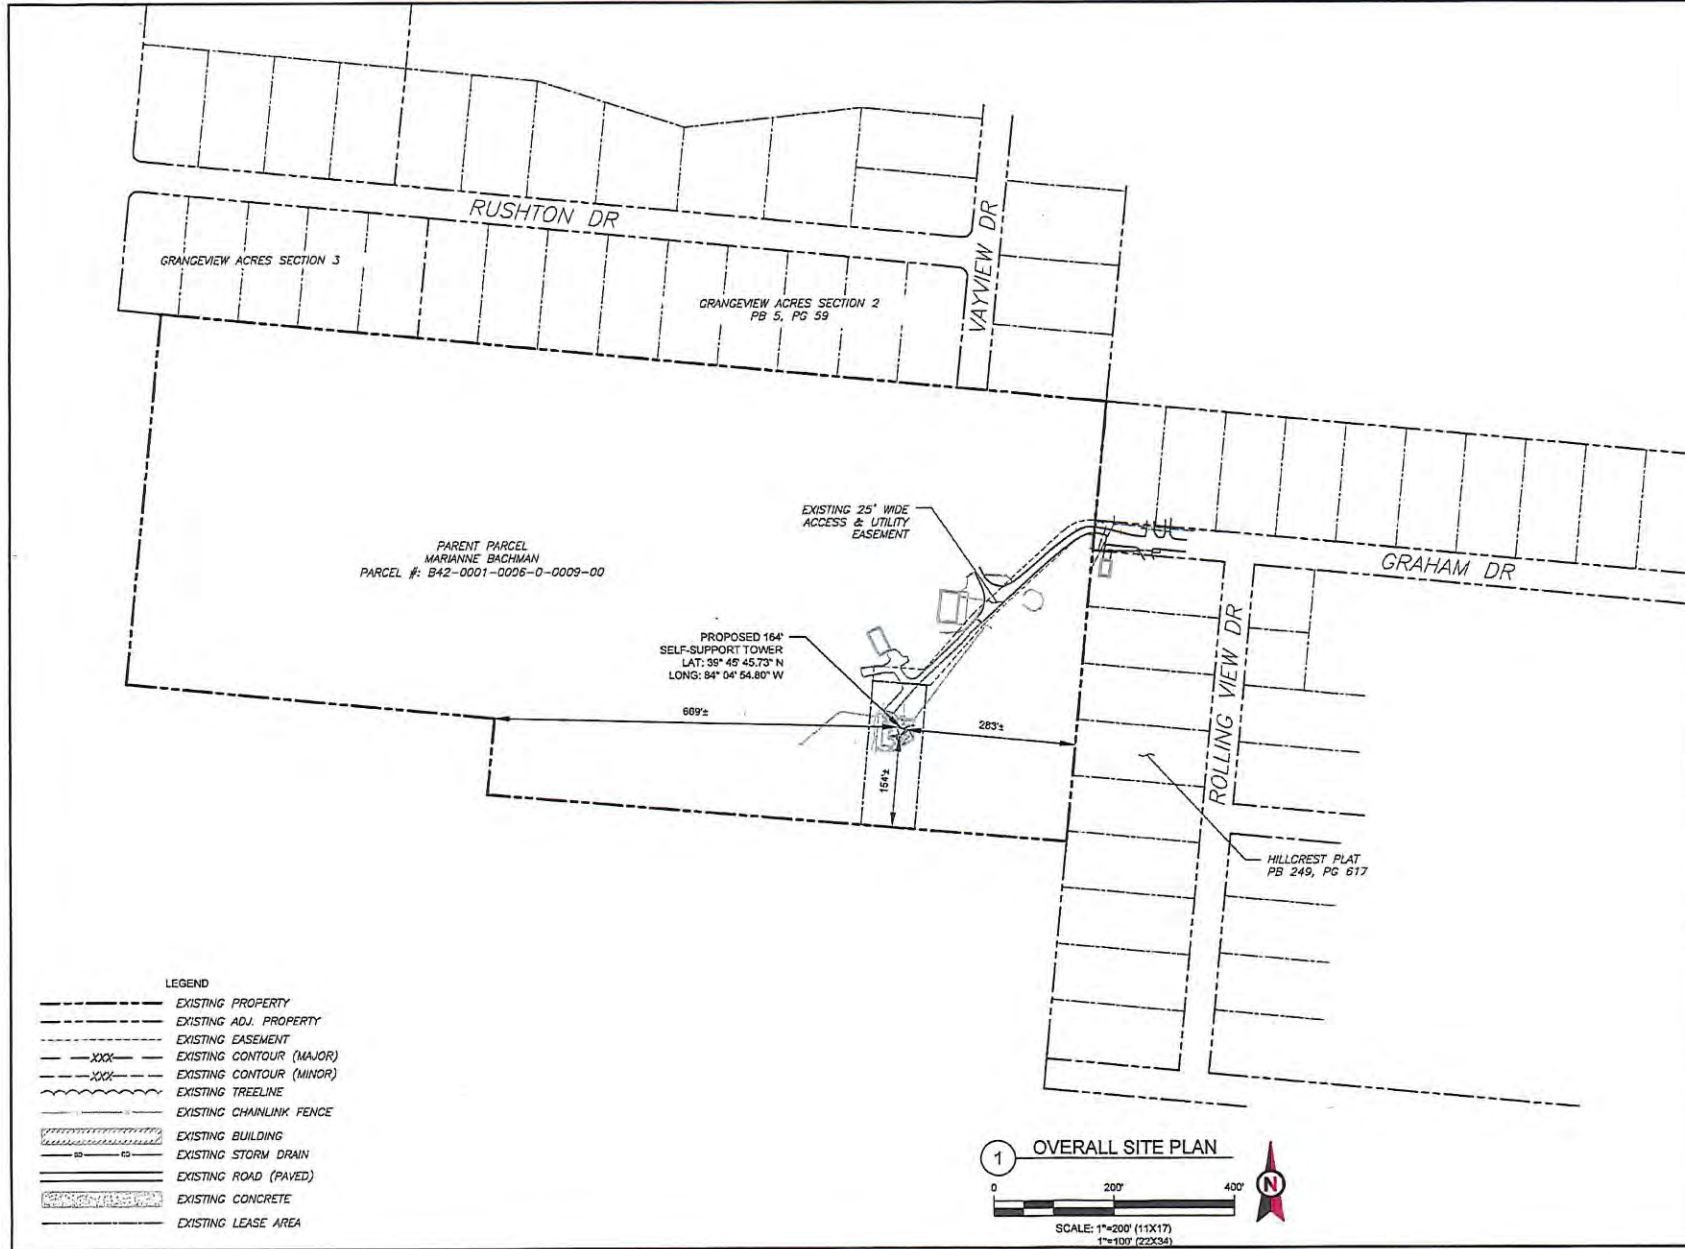 RUSHTON DR
VAYVIEW DR
GRANGEVIEW ACRES SECTION 3
GRANGEVIEW ACRES SECTION 2
PB 5, PG 59
EXISTING 25' WIDE
ACCESS & UTILITY
EASEMENT
PARENT PARCEL
MARIANNE BACHMAN
PARCEL #: B42-0001-0006-0-0009-00
GRAHAM DR
PROPOSED 164'
SELF-SUPPORT TOWER
LAT: 39° 45' 45.73" N
LONG: 84° 04' 54.80" W
669'±
283'±
154'±
ROLLING VIEW DR
HILLCREST PLAT
PB 249, PG 617
LEGEND
EXISTING PROPERTY
EXISTING ADJ. PROPERTY
EXISTING EASEMENT
XXX
EXISTING CONTOUR (MAJOR)
XXX
EXISTING CONTOUR (MINOR)
EXISTING TREELINE
EXISTING CHAINLINK FENCE
EXISTING BUILDING
EXISTING STORM DRAIN
EXISTING ROAD (PAVED)
EXISTING CONCRETE
EXISTING LEASE AREA
1
OVERALL SITE PLAN
0 200' 400'
N
SCALE: 1"=200' (11X17)
1"=100' (22X34)